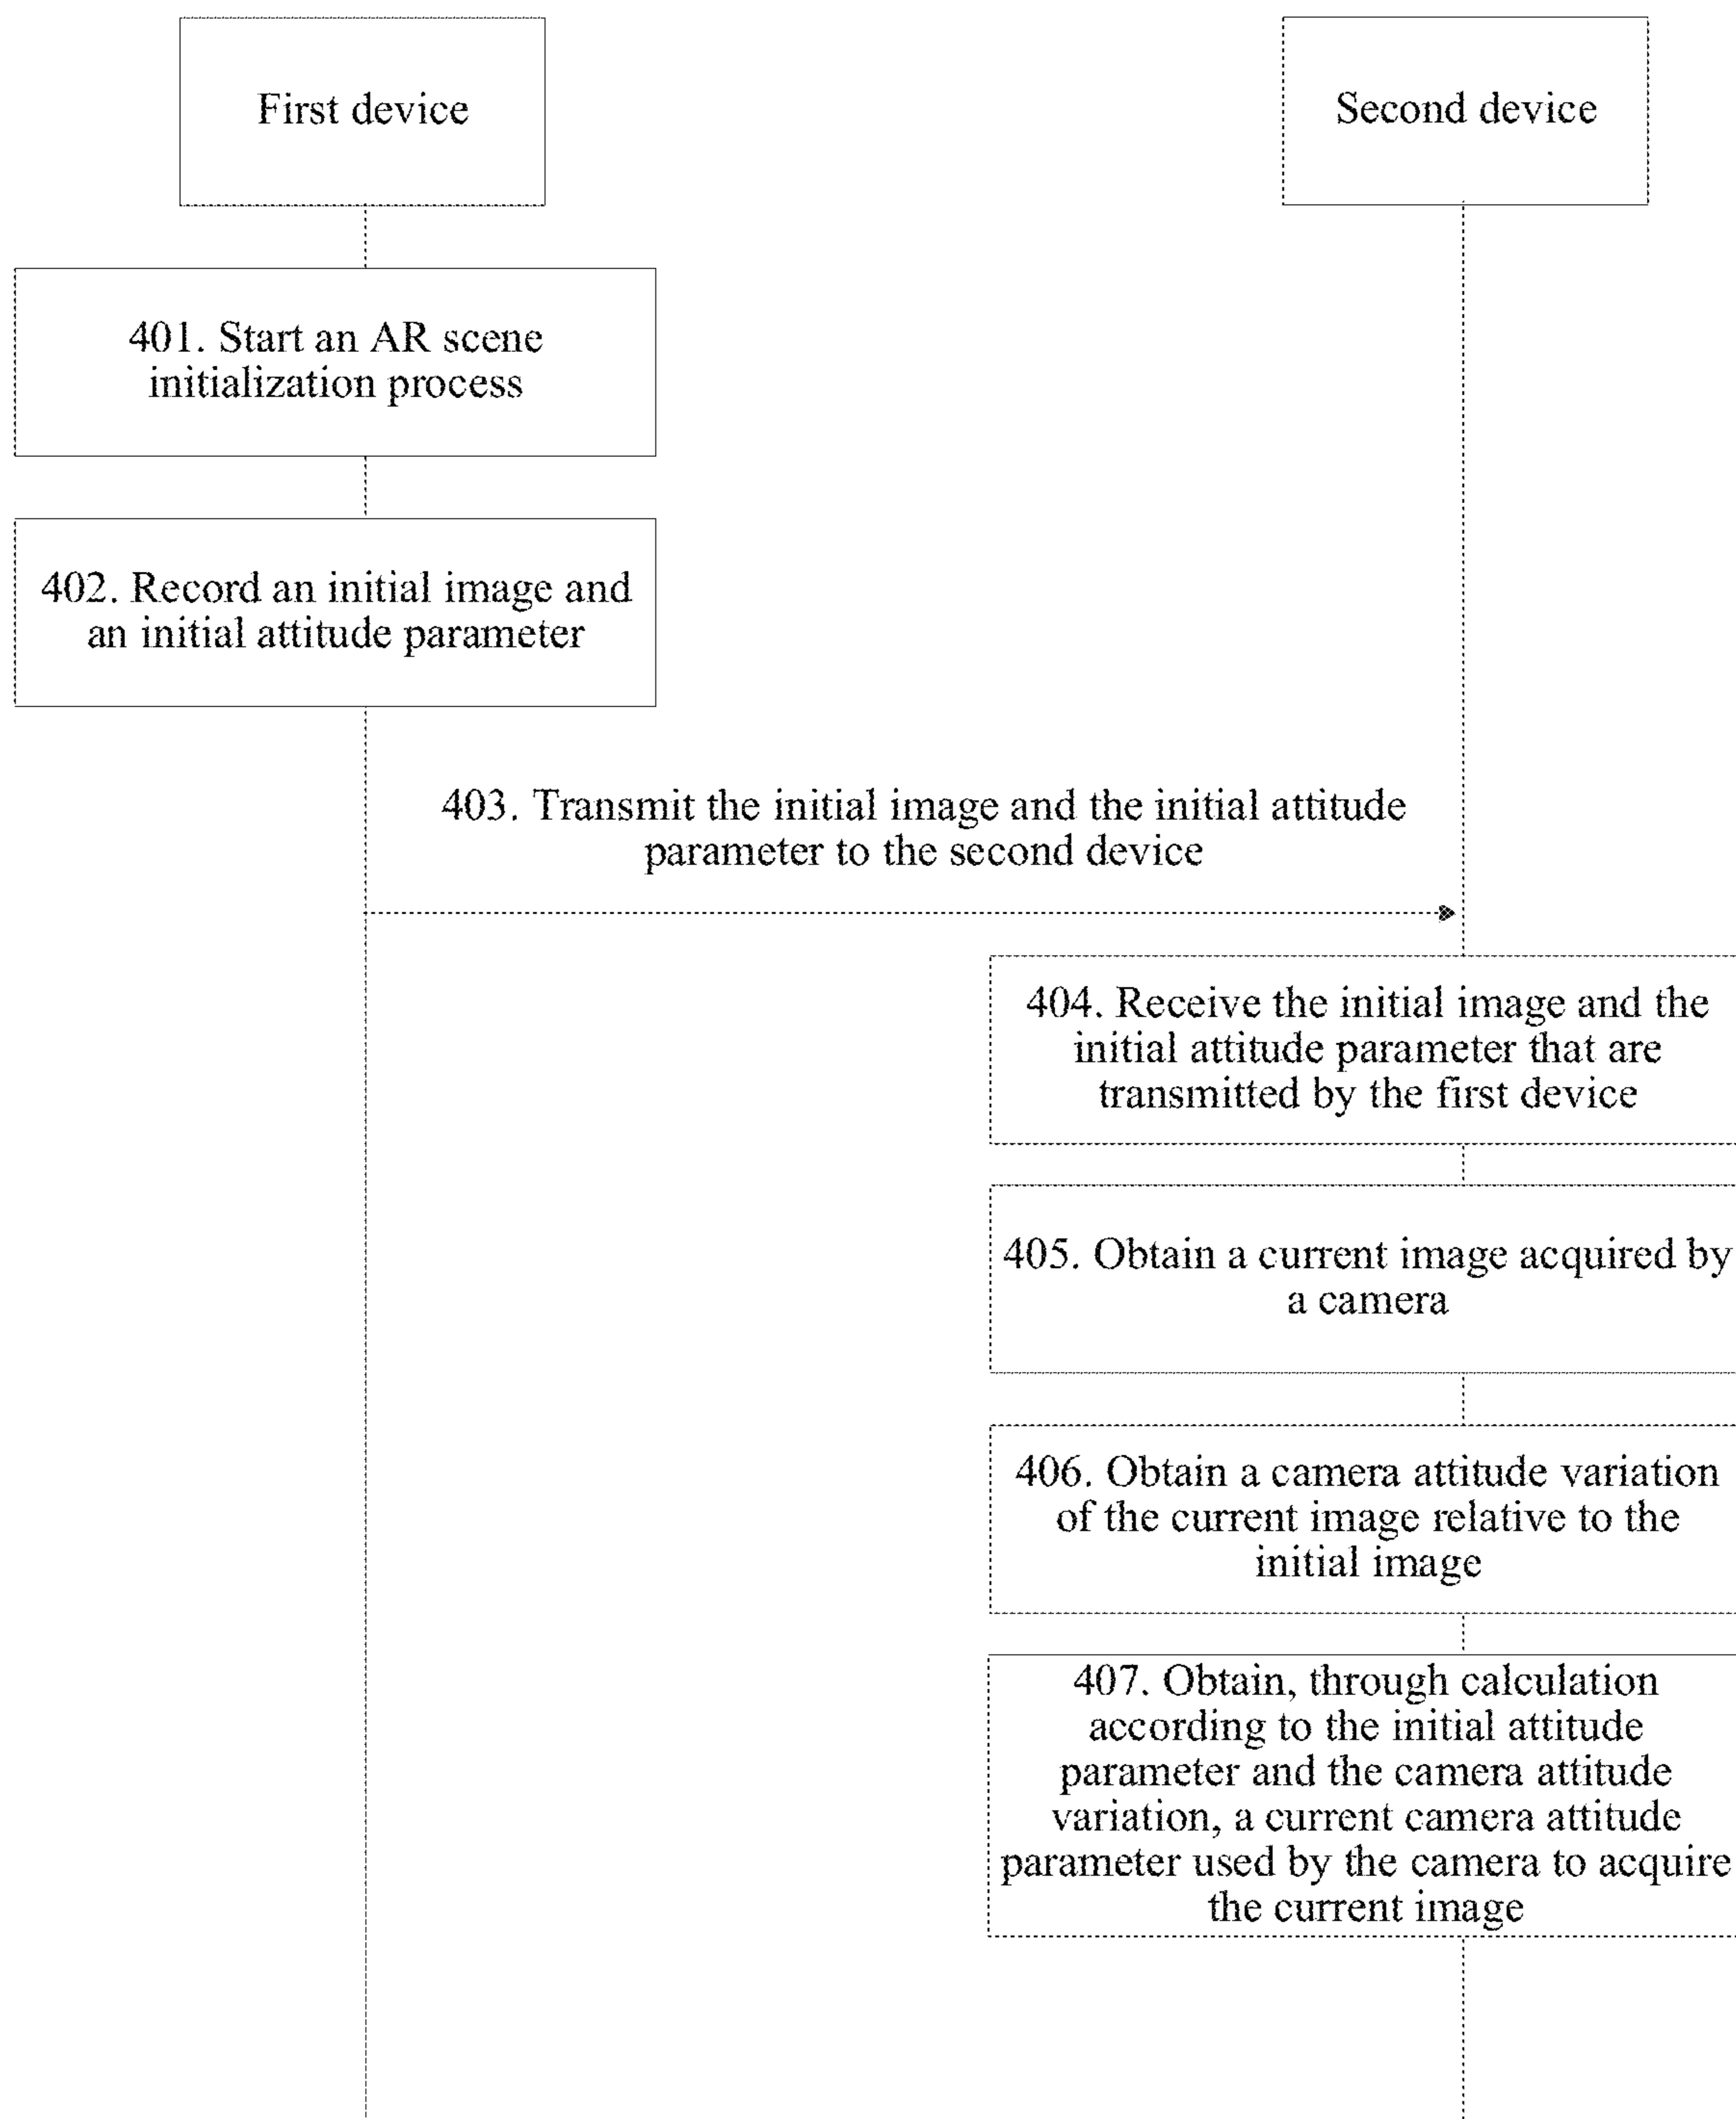 First device
Second device
401. Start an AR scene
initialization process
402. Record an initial image and
an initial attitude parameter
403. Transmit the initial image and the initial attitude
parameter to the second device
404. Receive the initial image and the
initial attitude parameter that are
transmitted by the first device
405. Obtain a current image acquired by
a camera
406. Obtain a camera attitude variation
of the current image relative to the
initial image
407. Obtain, through calculation
according to the initial attitude
parameter and the camera attitude
variation, a current camera attitude
parameter used by the camera to acquire
the current image